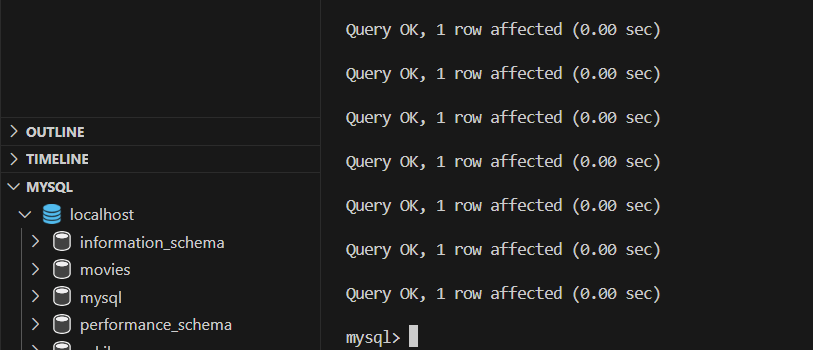 OUTLINE
TIMELINE
MYSQL
localhost
information_schema
movies
mysql
performance_schema
Query OK, 1 row affected (0.00 sec)
Query OK, 1 row affected (0.00 sec)
Query OK, 1 row affected (0.00 sec)
Query OK, 1 row affected (0.00 sec)
Query OK, 1 row affected (0.00 sec)
Query OK, 1 row affected (0.00 sec)
Query OK, 1 row affected (0.00 sec)
mysql>